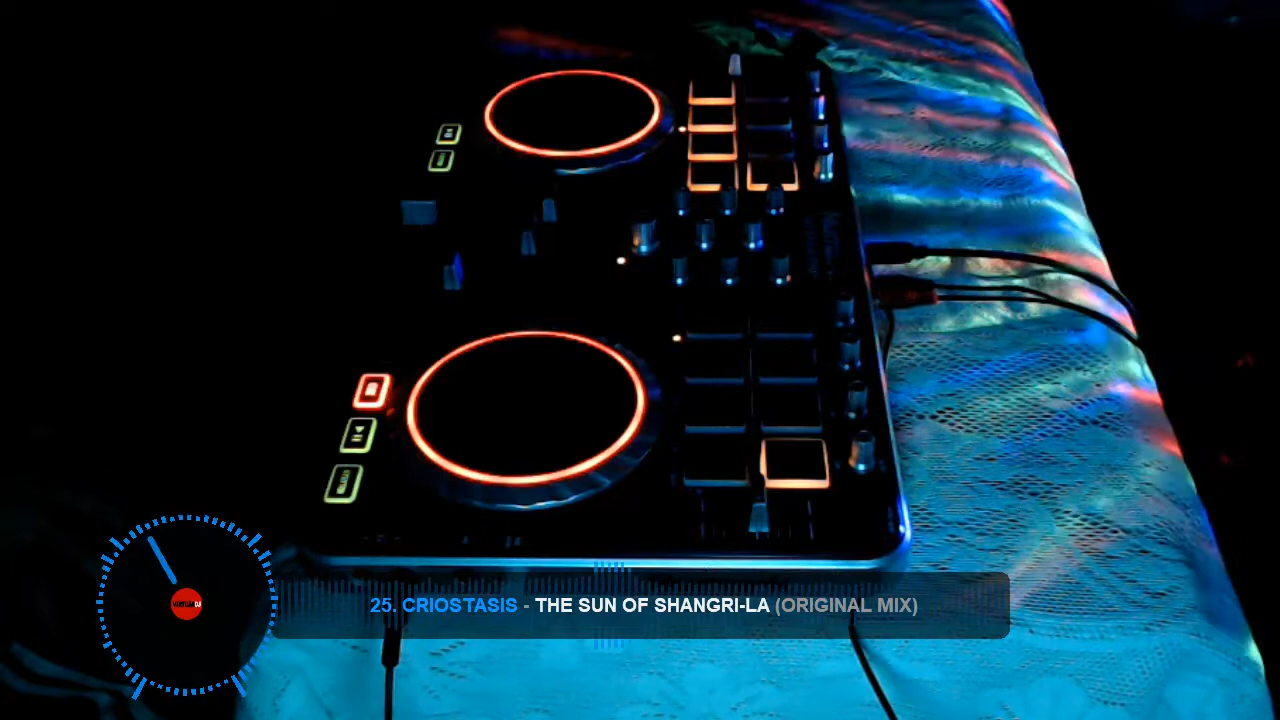 25. CRIOSTASIS - THE SUN OF SHANGRI-LA (ORIGINAL MIX)